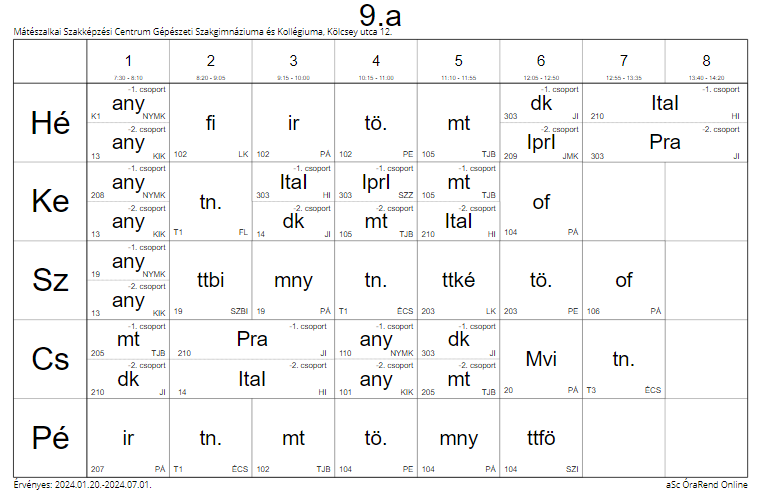 9.a
Mátészalkai Szakképzési Centrum Gépészeti Szakgimnáziuma és Kollégiuma, Kölcsey utca 12.
1 2 3 4 5 6 7 8
7:30 - 8:10 8:20 - 9:05 9:15 - 10:00 10:15 - 11:00 11:10 - 11:55 12:05 - 12:50 12:55 - 13:35 13:40 - 14:20
Hé
-1. csoport
any
K1 NYMK
-2. csoport
any
13 KIK
fi
102 LK
ir
102 PÁ
tö.
102 PE
mt
105 TJB
-1. csoport
dk
303 JI
-2. csoport
IprI
209 JMK
-1. csoport
Ital
210 HI
-2. csoport
Pra
303 JI
Ke
-1. csoport
any
208 NYMK
-2. csoport
any
13 KIK
tn.
T1 FL
-1. csoport
Ital
303 HI
-2. csoport
dk
14 JI
-1. csoport
IprI
303 SZZ
-2. csoport
mt
105 TJB
-1. csoport
mt
105 TJB
-2. csoport
Ital
210 HI
of
104 PÁ
Sz
-1. csoport
any
19 NYMK
-2. csoport
any
13 KIK
ttbi
19 SZBI
mny
19 PÁ
tn.
T1 ÉCS
ttké
203 LK
tö.
203 PE
of
106 PÁ
Cs
-1. csoport
mt
205 TJB
-2. csoport
dk
210 JI
-1. csoport
Pra
210 JI
-2. csoport
Ital
14 HI
-1. csoport
any
110 NYMK
-2. csoport
any
101 KIK
-1. csoport
dk
303 JI
-2. csoport
mt
205 TJB
Mvi
20 PÁ
tn.
T3 ÉCS
Pé
ir
207 PÁ
tn.
T1 ÉCS
mt
102 TJB
tö.
104 PE
mny
104 PÁ
ttfö
104 SZI
Érvényes: 2024.01.20.-2024.07.01.
aSc ÓraRend Online